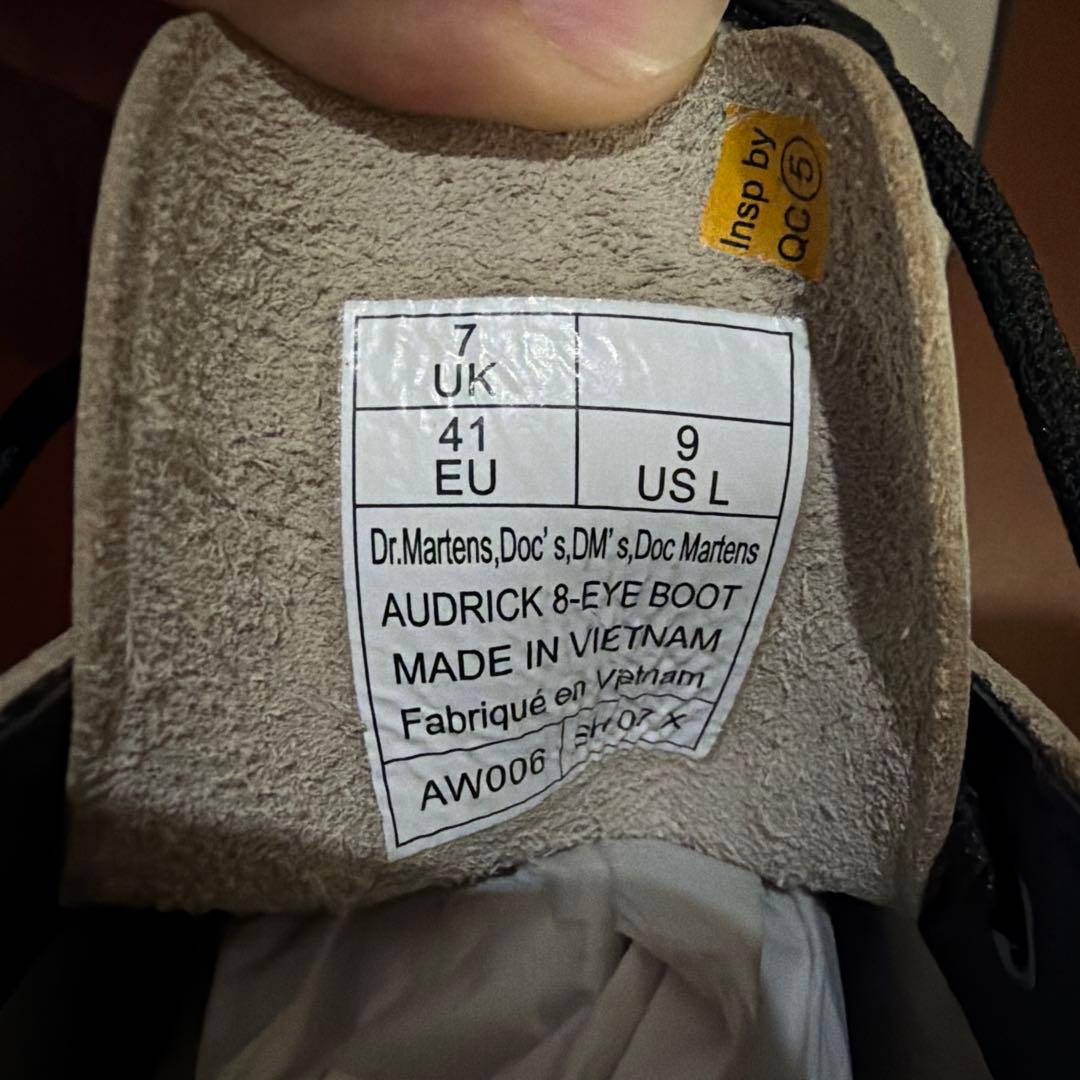 Insp by
QC 5
7
UK
41
EU
9
US L
Dr.Martens,Doc's,DM's,Doc Martens
AUDRICK 8-EYE BOOT
MADE IN VIETNAM
Fabriqué en Vietnam
AW006
07 X